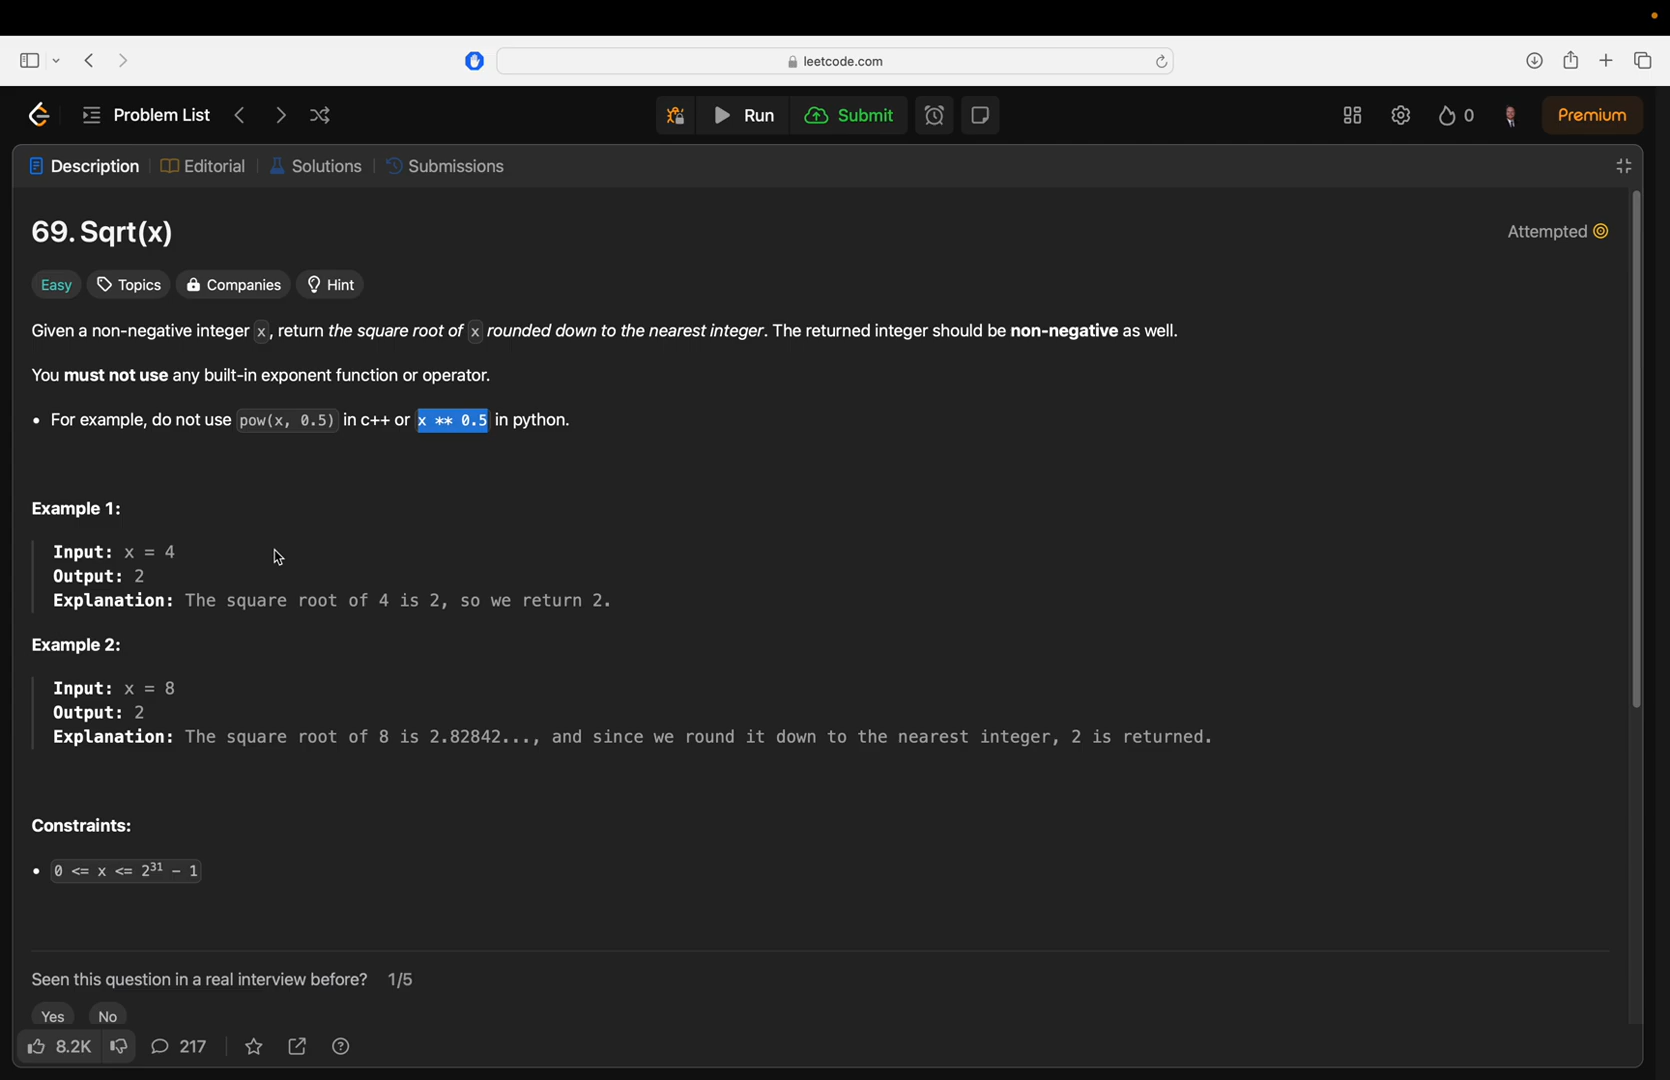 leetcode.com
Problem List
Run
Submit
0
Premium
Description
Editorial
Solutions
Submissions
69. Sqrt(x)
Attempted
Easy
Topics
Companies
Hint
Given a non-negative integer x, return the square root of x rounded down to the nearest integer. The returned integer should be non-negative as well.
You must not use any built-in exponent function or operator.
• For example, do not use pow(x, 0.5) in c++ or x ** 0.5 in python.
Example 1:
Input: x = 4
Output: 2
Explanation: The square root of 4 is 2, so we return 2.
Example 2:
Input: x = 8
Output: 2
Explanation: The square root of 8 is 2.82842..., and since we round it down to the nearest integer, 2 is returned.
Constraints:
• 0 <= x <= 2³¹ - 1
Seen this question in a real interview before? 1/5
Yes
No
8.2K
217